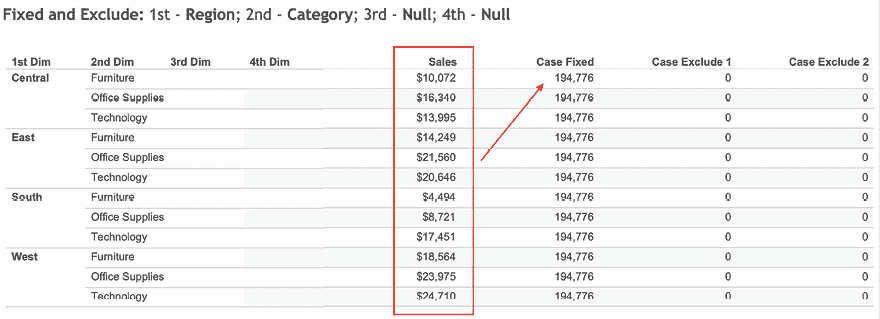 Fixed and Exclude: 1st - Region; 2nd - Category; 3rd - Null; 4th - Null
1st Dim 2nd Dim 3rd Dim 4th Dim Sales Case Fixed Case Exclude 1 Case Exclude 2
Central Furniture $10,072 194,776 0 0
Office Supplies $16,340 194,776 0 0
Technology $13,995 194,776 0 0
East Furniture $14,249 194,776 0 0
Office Supplies $21,560 194,776 0 0
Technology $20,646 194,776 0 0
South Furniture $4,494 194,776 0 0
Office Supplies $8,721 194,776 0 0
Technology $17,451 194,776 0 0
West Furniture $18,564 194,776 0 0
Office Supplies $23,975 194,776 0 0
Technology $24,710 194,776 0 0